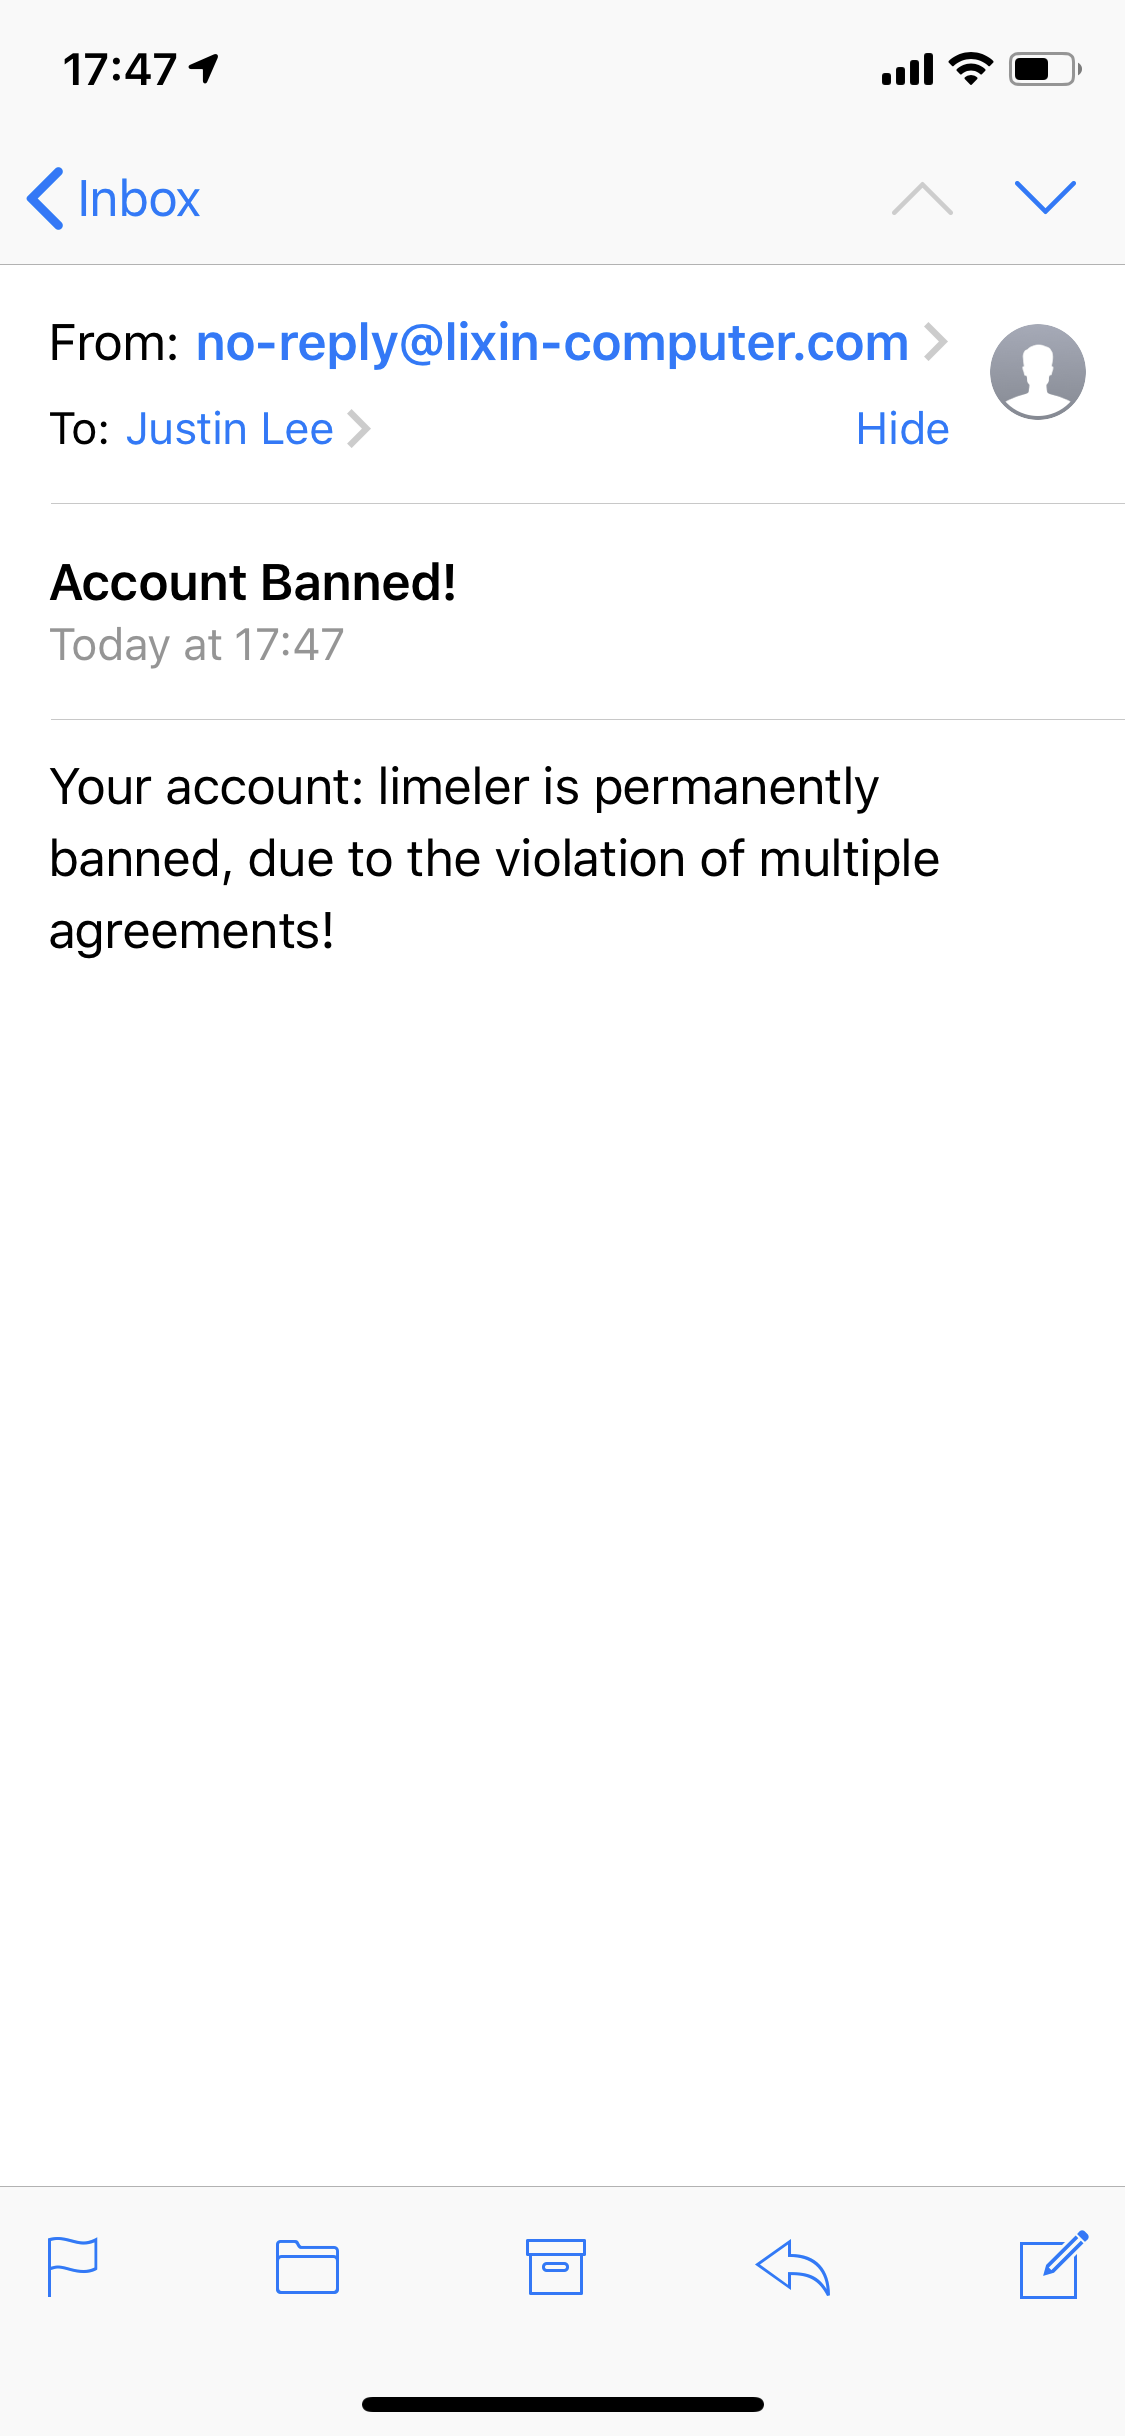 17:47
Inbox
From: no-reply@lixin-computer.com
To: Justin Lee Hide
Account Banned!
Today at 17:47
Your account: limeler is permanently
banned, due to the violation of multiple
agreements!